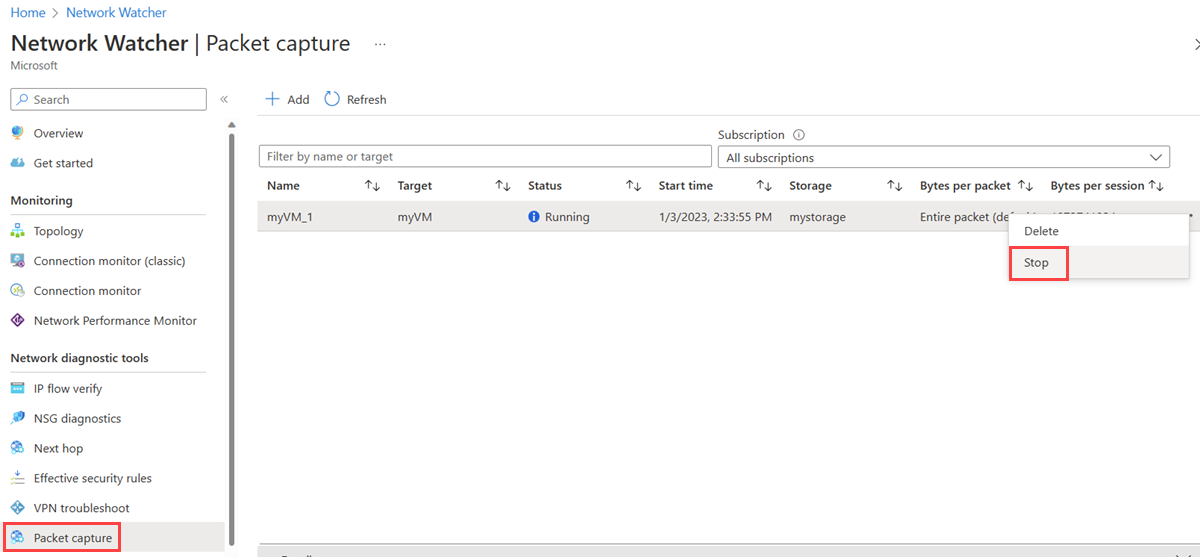 Home > Network Watcher
Network Watcher | Packet capture ...
Microsoft
Search
«
Overview
Get started
Monitoring
Topology
Connection monitor (classic)
Connection monitor
Network Performance Monitor
Network diagnostic tools
IP flow verify
NSG diagnostics
Next hop
Effective security rules
VPN troubleshoot
Packet capture
Add Refresh
Subscription
Filter by name or target
All subscriptions
Name Target Status Start time Storage Bytes per packet Bytes per session
myVM_1 myVM Running 1/3/2023, 2:33:55 PM mystorage Entire packet
Delete
Stop